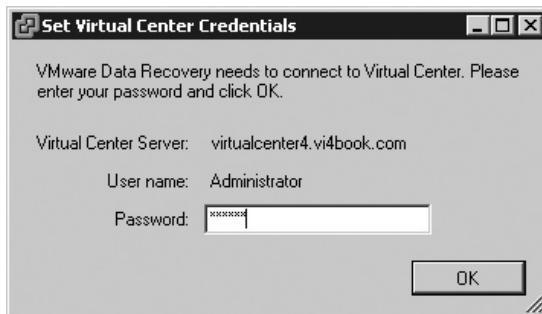 Set Virtual Center Credentials
VMware Data Recovery needs to connect to Virtual Center. Please
enter your password and click OK.
Virtual Center Server: virtualcenter4.vi4book.com
User name: Administrator
Password: ××××××
OK